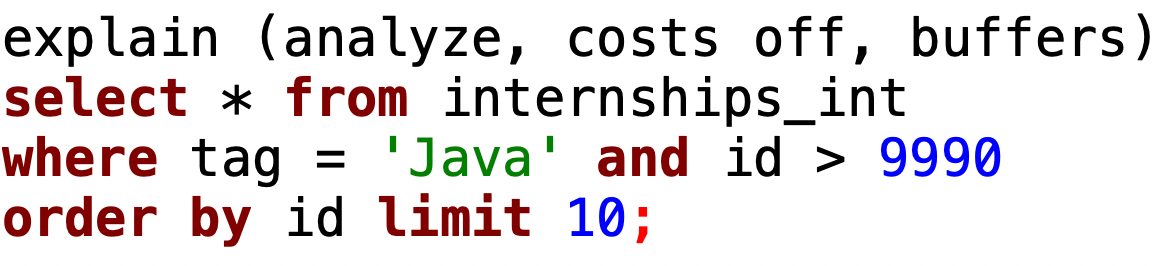 explain (analyze, costs off, buffers)
select * from internships_int
where tag = 'Java' and id > 9990
order by id limit 10;